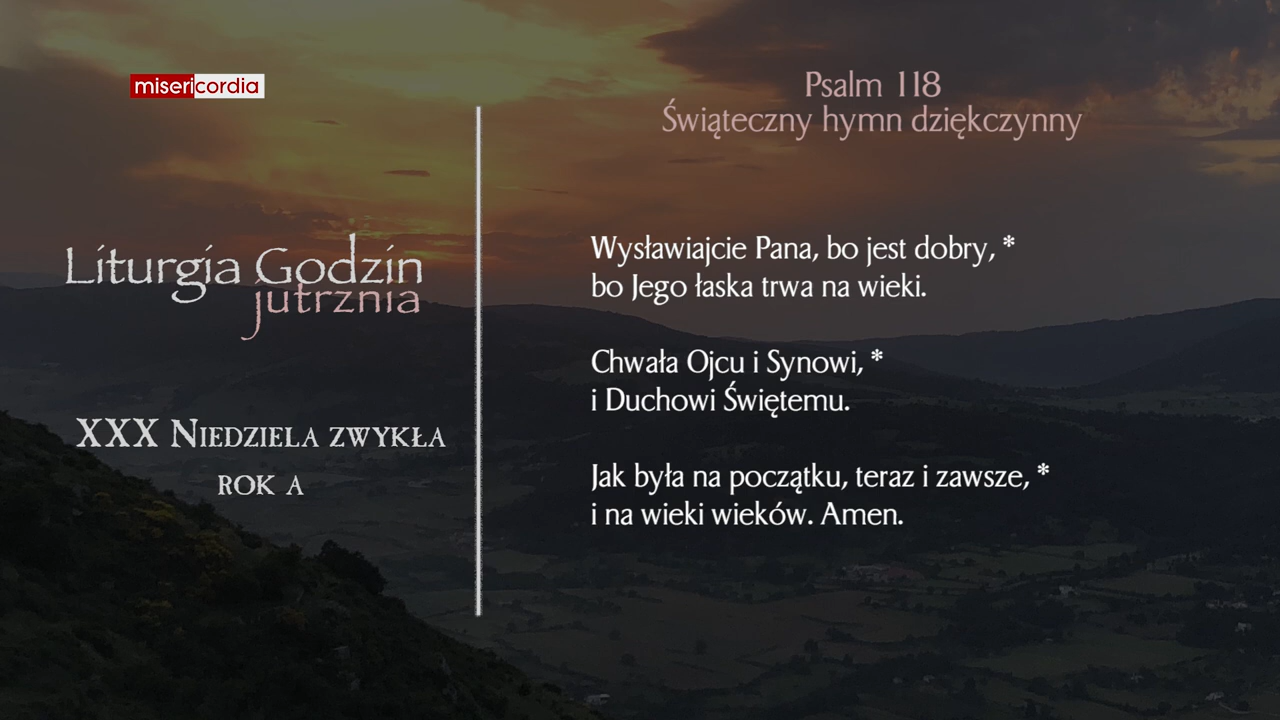 misericordia
Liturgia Godzin
jutrznia
XXX Niedziela zwykła
rok A
Psalm 118
Świąteczny hymn dziękczynny
Wysławiajcie Pana, bo jest dobry, *
bo Jego łaska trwa na wieki.
Chwała Ojcu i Synowi, *
i Duchowi Świętemu.
Jak była na początku, teraz i zawsze, *
i na wieki wieków. Amen.